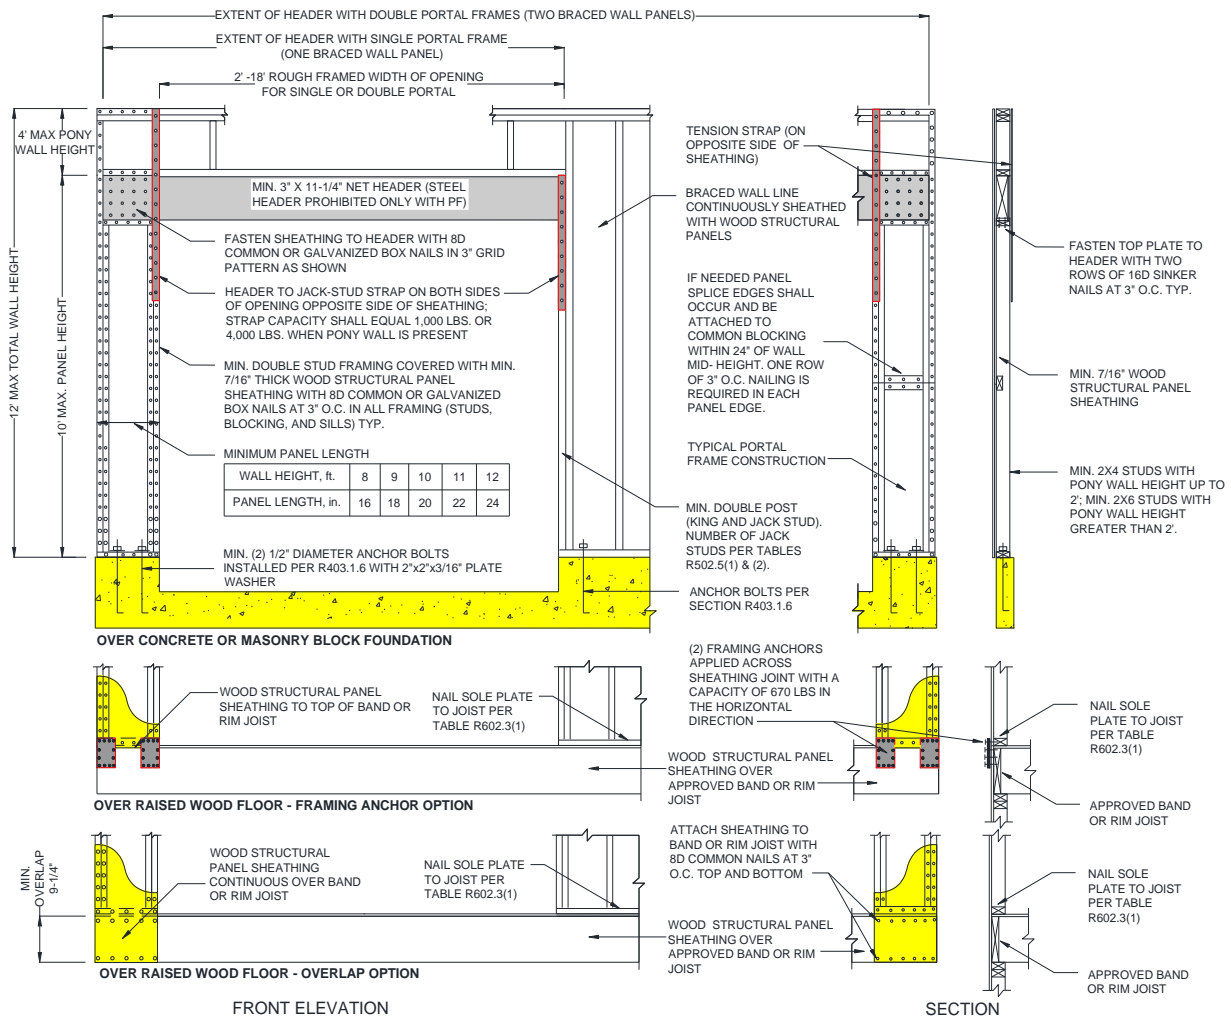 EXTENT OF HEADER WITH DOUBLE PORTAL FRAMES (TWO BRACED WALL PANELS)
EXTENT OF HEADER WITH SINGLE PORTAL FRAME
(ONE BRACED WALL PANEL)
2' -18' ROUGH FRAMED WIDTH OF OPENING
FOR SINGLE OR DOUBLE PORTAL
12' MAX TOTAL WALL HEIGHT
4' MAX PONY
WALL HEIGHT
10' MAX. PANEL HEIGHT
MIN. 3" X 11-1/4" NET HEADER (STEEL
HEADER PROHIBITED ONLY WITH PF)
FASTEN SHEATHING TO HEADER WITH 8D
COMMON OR GALVANIZED BOX NAILS IN 3" GRID
PATTERN AS SHOWN
HEADER TO JACK-STUD STRAP ON BOTH SIDES
OF OPENING OPPOSITE SIDE OF SHEATHING;
STRAP CAPACITY SHALL EQUAL 1,000 LBS. OR
4,000 LBS. WHEN PONY WALL IS PRESENT
MIN. DOUBLE STUD FRAMING COVERED WITH MIN.
7/16" THICK WOOD STRUCTURAL PANEL
SHEATHING WITH 8D COMMON OR GALVANIZED
BOX NAILS AT 3" O.C. IN ALL FRAMING (STUDS,
BLOCKING, AND SILLS) TYP.
MINIMUM PANEL LENGTH
WALL HEIGHT, ft. 8 9 10 11 12
PANEL LENGTH, in. 16 18 20 22 24
MIN. (2) 1/2" DIAMETER ANCHOR BOLTS
INSTALLED PER R403.1.6 WITH 2"x2"x3/16" PLATE
WASHER
TENSION STRAP (ON
OPPOSITE SIDE OF
SHEATHING)
BRACED WALL LINE
CONTINUOUSLY SHEATHED
WITH WOOD STRUCTURAL
PANELS
IF NEEDED PANEL
SPLICE EDGES SHALL
OCCUR AND BE
ATTACHED TO
COMMON BLOCKING
WITHIN 24" OF WALL
MID- HEIGHT. ONE ROW
OF 3" O.C. NAILING IS
REQUIRED IN EACH
PANEL EDGE.
TYPICAL PORTAL
FRAME CONSTRUCTION
MIN. DOUBLE POST
(KING AND JACK STUD).
NUMBER OF JACK
STUDS PER TABLES
R502.5(1) & (2).
ANCHOR BOLTS PER
SECTION R403.1.6
FASTEN TOP PLATE TO
HEADER WITH TWO
ROWS OF 16D SINKER
NAILS AT 3" O.C. TYP.
MIN. 7/16" WOOD
STRUCTURAL PANEL
SHEATHING
MIN. 2X4 STUDS WITH
PONY WALL HEIGHT UP TO
2'; MIN. 2X6 STUDS WITH
PONY WALL HEIGHT
GREATER THAN 2'.
OVER CONCRETE OR MASONRY BLOCK FOUNDATION
WOOD STRUCTURAL PANEL
SHEATHING TO TOP OF BAND OR
RIM JOIST
NAIL SOLE PLATE
TO JOIST PER
TABLE R602.3(1)
(2) FRAMING ANCHORS
APPLIED ACROSS
SHEATHING JOINT WITH A
CAPACITY OF 670 LBS IN
THE HORIZONTAL
DIRECTION
WOOD STRUCTURAL PANEL
SHEATHING OVER
APPROVED BAND OR RIM
JOIST
NAIL SOLE
PLATE TO JOIST
PER TABLE
R602.3(1)
APPROVED BAND
OR RIM JOIST
OVER RAISED WOOD FLOOR - FRAMING ANCHOR OPTION
MIN.
OVERLAP
9-1/4"
WOOD STRUCTURAL
PANEL SHEATHING
CONTINUOUS OVER BAND
OR RIM JOIST
NAIL SOLE PLATE
TO JOIST PER
TABLE R602.3(1)
ATTACH SHEATHING TO
BAND OR RIM JOIST WITH
8D COMMON NAILS AT 3"
O.C. TOP AND BOTTOM
WOOD STRUCTURAL PANEL
SHEATHING OVER
APPROVED BAND OR RIM
JOIST
NAIL SOLE
PLATE TO JOIST
PER TABLE
R602.3(1)
APPROVED BAND
OR RIM JOIST
OVER RAISED WOOD FLOOR - OVERLAP OPTION
FRONT ELEVATION
SECTION